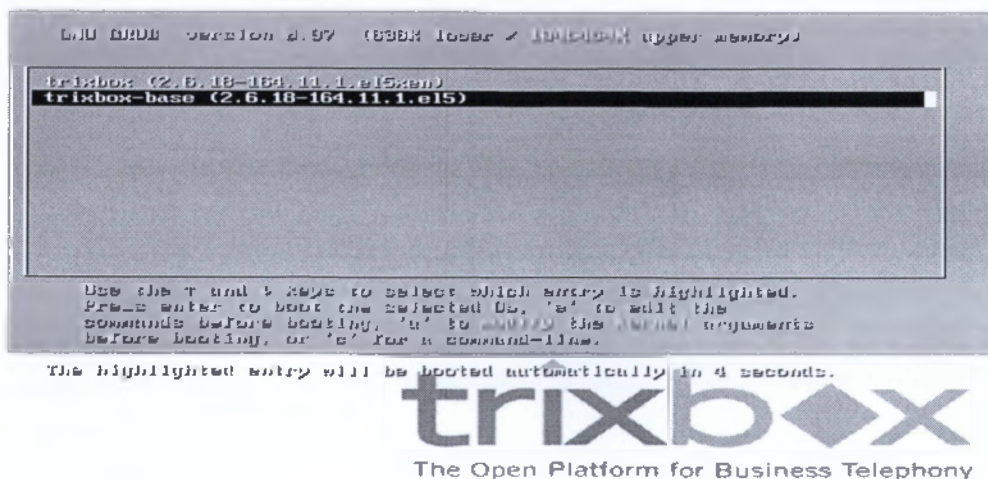 GNU GRUB version 0.97 (636K lower / upper memory)
trixbox (2.6.18-164.11.1.el5xen)
trixbox-base (2.6.18-164.11.1.el5)
Use the ↑ and ↓ keys to select which entry is highlighted.
Press enter to boot the selected OS, 'e' to edit the
commands before booting, 'a' to modify the kernel arguments
before booting, or 'c' for a command-line.
The highlighted entry will be booted automatically in 4 seconds.
trixbox
The Open Platform for Business Telephony